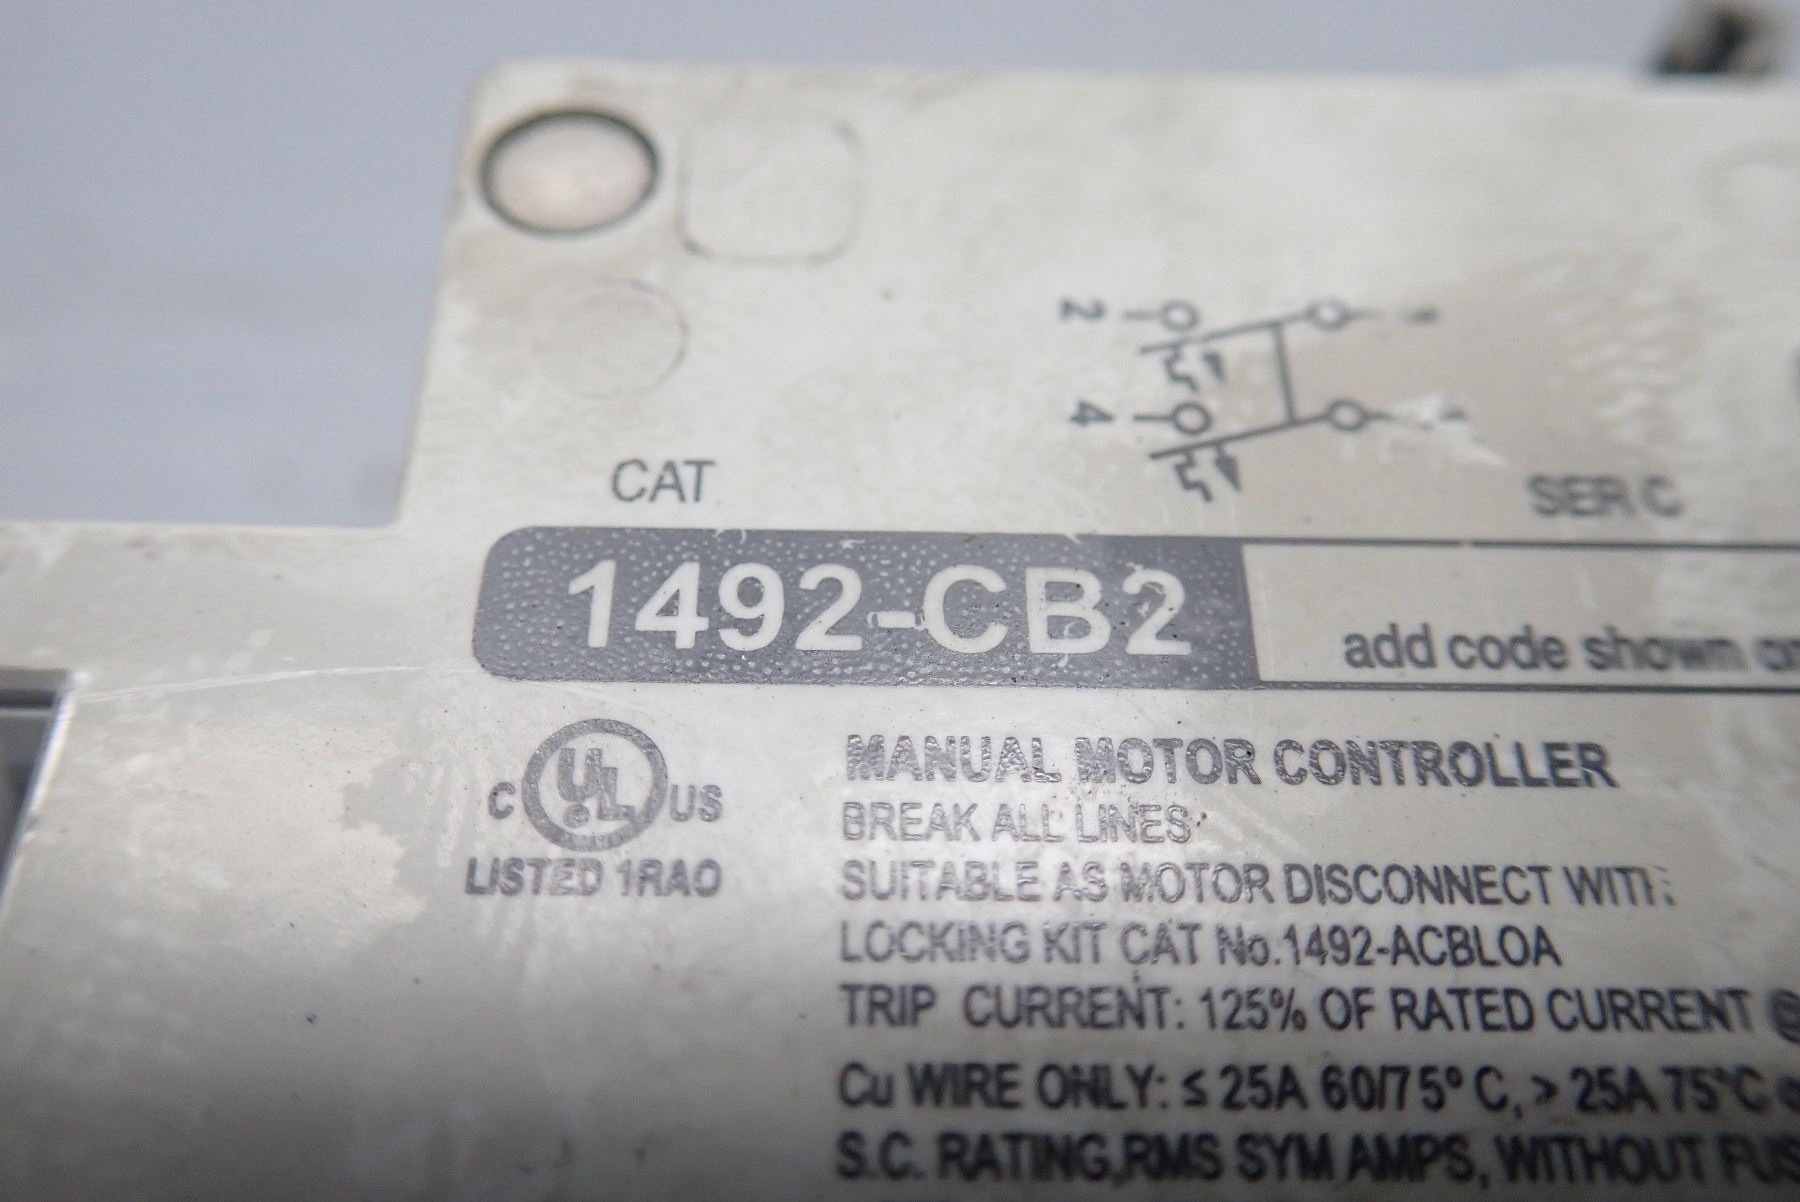 2
4
CAT
SER C
1492-CB2
add code shown
MANUAL MOTOR CONTROLLER
C UL US
BREAK ALL LINES
LISTED 1RA0
SUITABLE AS MOTOR DISCONNECT WITH
LOCKING KIT CAT No.1492-ACBLOA
TRIP CURRENT: 125% OF RATED CURRENT @
Cu WIRE ONLY: ≤ 25A 60/75° C, > 25A 75°C
S.C. RATING,RMS SYM AMPS, WITHOUT